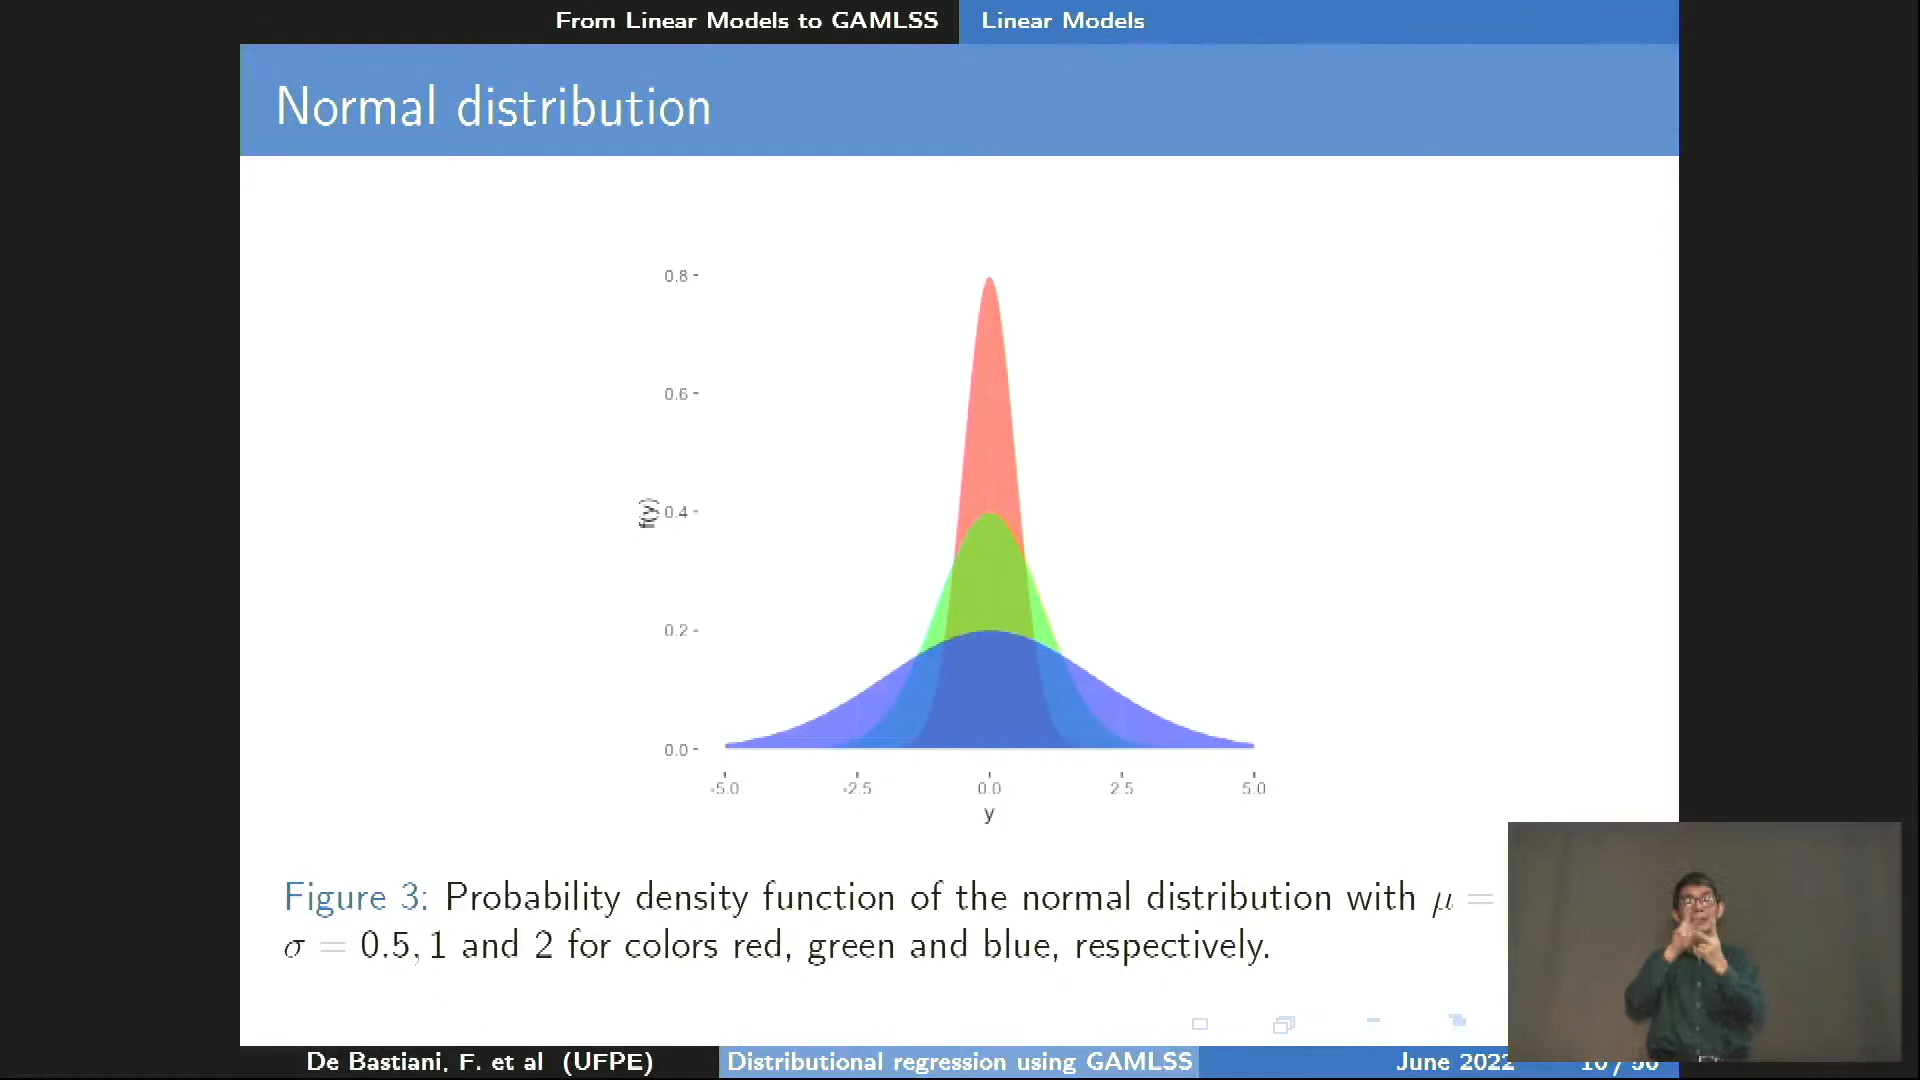 From Linear Models to GAMLSS Linear Models
Normal distribution
0.8
0.6
0.4
0.2
0.0
f(y)
-5.0 -2.5 0.0 2.5 5.0
y
Figure 3: Probability density function of the normal distribution with μ =
σ = 0.5, 1 and 2 for colors red, green and blue, respectively.
De Bastiani, F. et al (UFPE) Distributional regression using GAMLSS June 2022